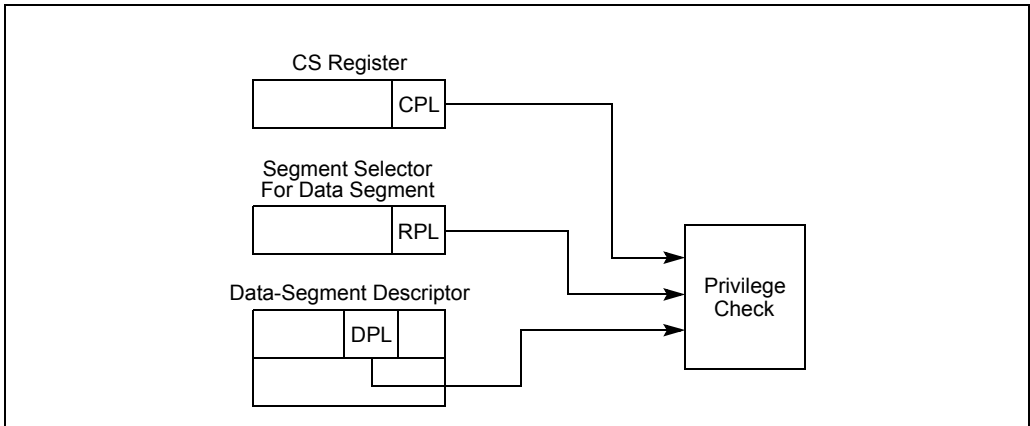 CS Register
CPL
Segment Selector
For Data Segment
RPL
Data-Segment Descriptor
DPL
Privilege
Check